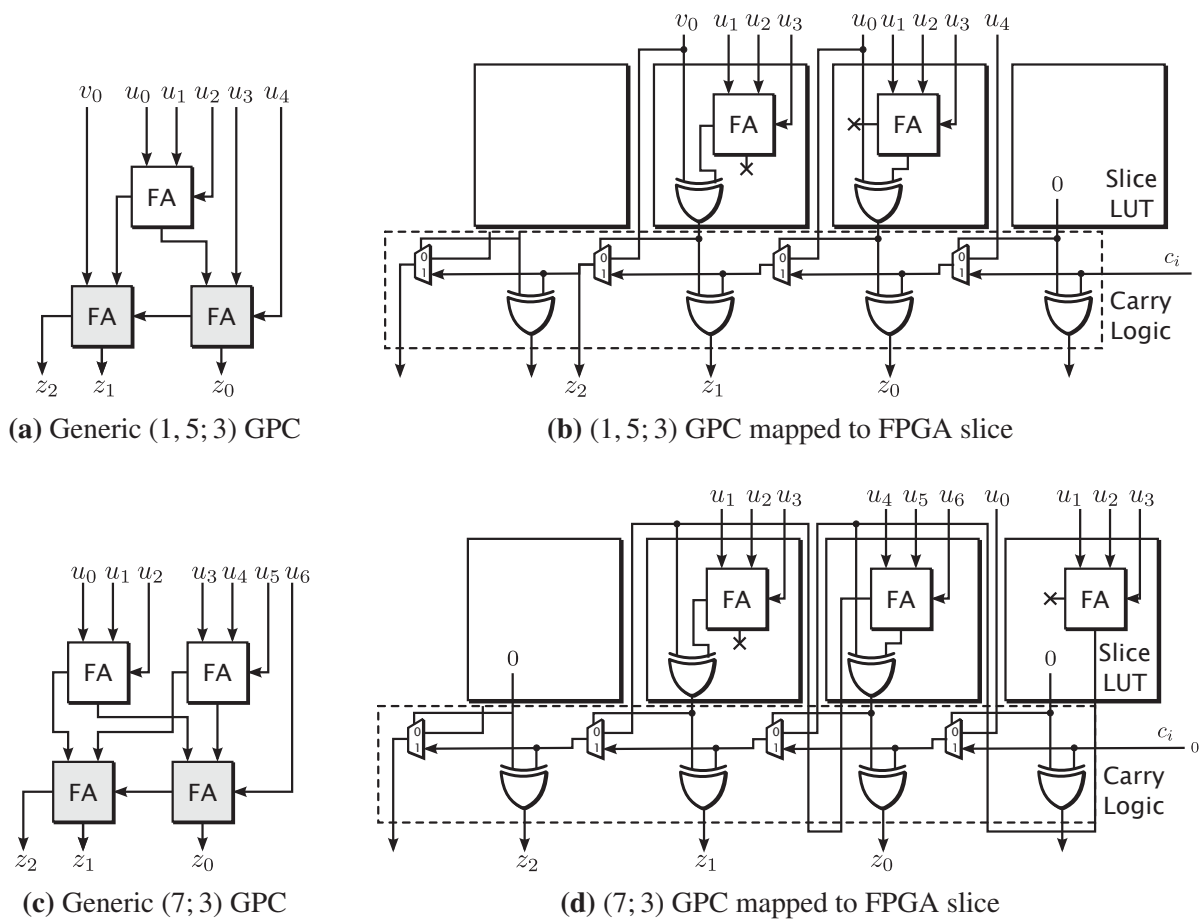 v0 u0 u1 u2 u3 u4
FA
FA FA
z2 z1 z0
(a) Generic (1, 5; 3) GPC
v0 u1 u2 u3 u0 u1 u2 u3 u4
FA FA
0
Slice
LUT
0 0 0 0
1 1 1 1
ci
Carry
Logic
z2 z1 z0
(b) (1, 5; 3) GPC mapped to FPGA slice
u0 u1 u2 u3 u4 u5 u6
FA FA
FA FA
z2 z1 z0
(c) Generic (7; 3) GPC
u1 u2 u3 u4 u5 u6 u0 u1 u2 u3
FA FA FA
0 0
Slice
LUT
0 0 0 0
1 1 1 1
ci 0
Carry
Logic
z2 z1 z0
(d) (7; 3) GPC mapped to FPGA slice